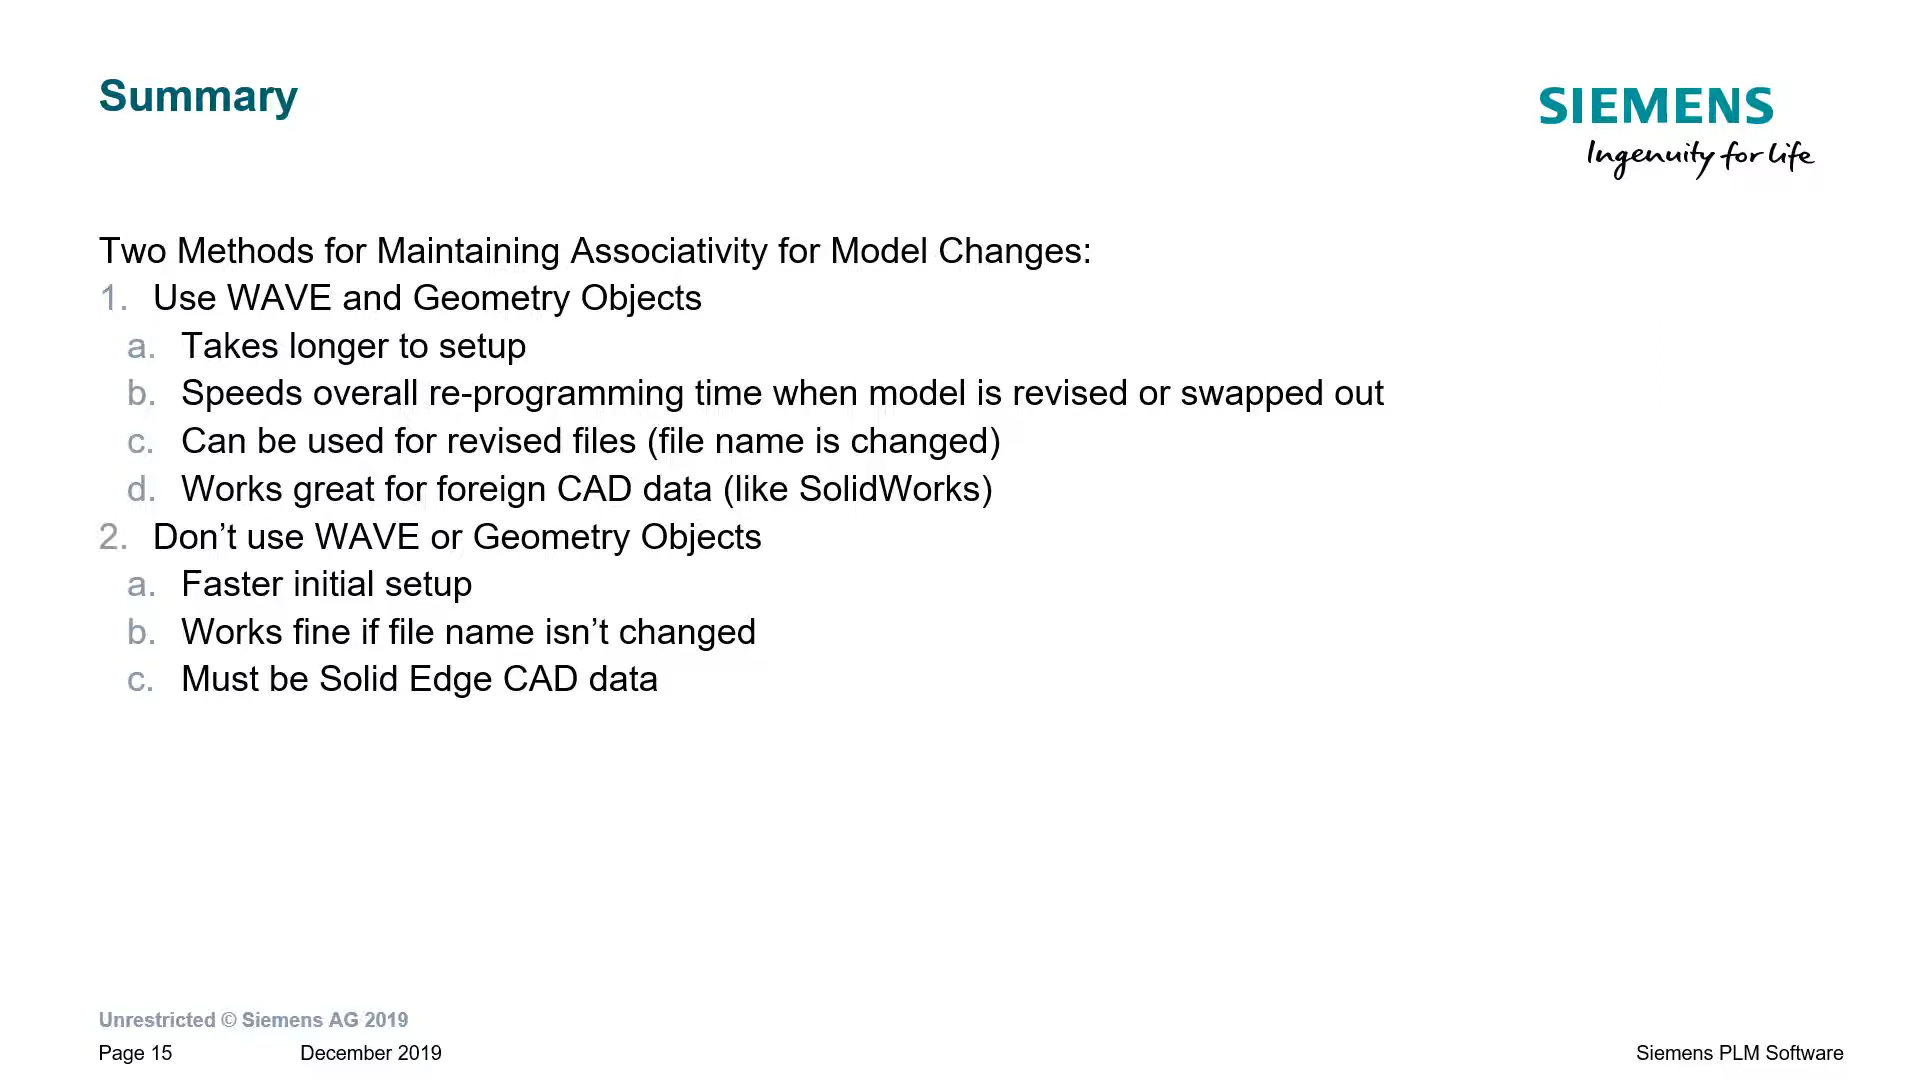 Summary
SIEMENS
Ingenuity for life
Two Methods for Maintaining Associativity for Model Changes:
1. Use WAVE and Geometry Objects
a. Takes longer to setup
b. Speeds overall re-programming time when model is revised or swapped out
c. Can be used for revised files (file name is changed)
d. Works great for foreign CAD data (like SolidWorks)
2. Don’t use WAVE or Geometry Objects
a. Faster initial setup
b. Works fine if file name isn’t changed
c. Must be Solid Edge CAD data
Unrestricted © Siemens AG 2019
Page 15 December 2019 Siemens PLM Software